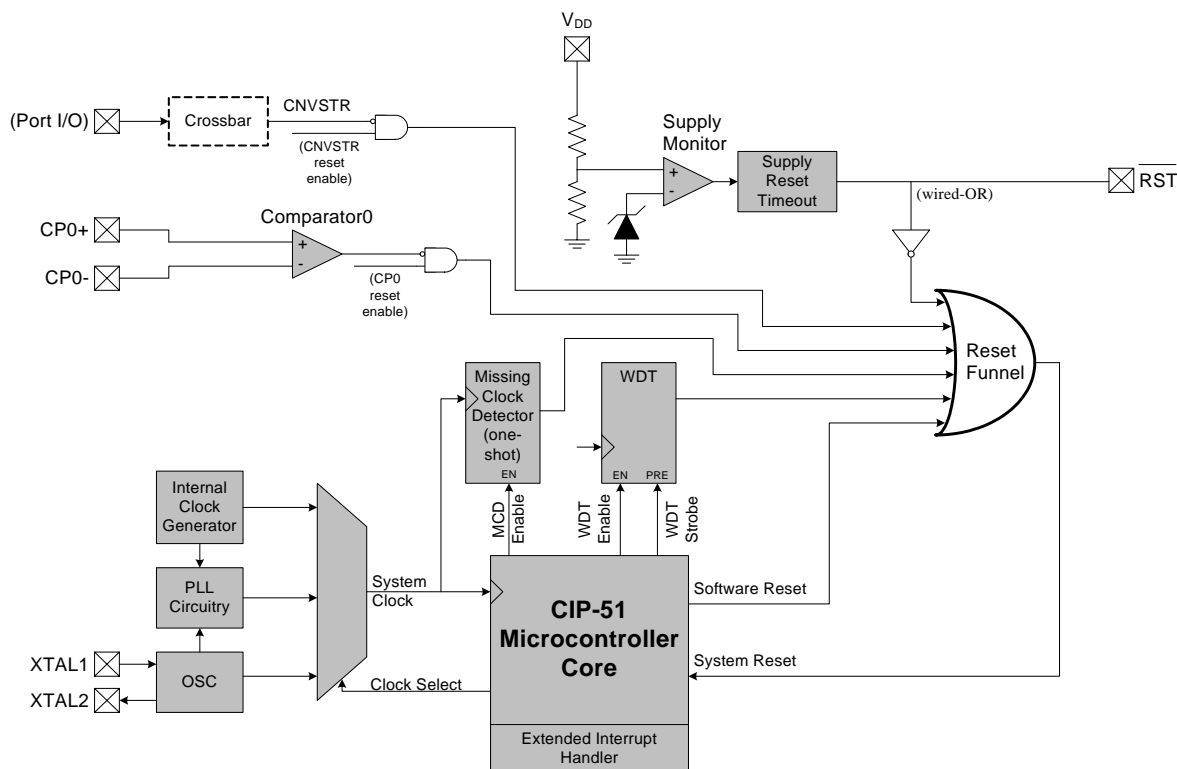 VDD
(Port I/O)
Crossbar
CNVSTR
(CNVSTR
reset
enable)
Supply
Monitor
+
-
Supply
Reset
Timeout
(wired-OR)
RST
CP0+
CP0-
Comparator0
+
-
(CP0
reset
enable)
Reset
Funnel
Missing
Clock
Detector
(one-
shot)
EN
WDT
EN
PRE
MCD
Enable
WDT
Enable
WDT
Strobe
Internal
Clock
Generator
PLL
Circuitry
OSC
XTAL1
XTAL2
System
Clock
Clock Select
CIP-51
Microcontroller
Core
Software Reset
System Reset
Extended Interrupt
Handler